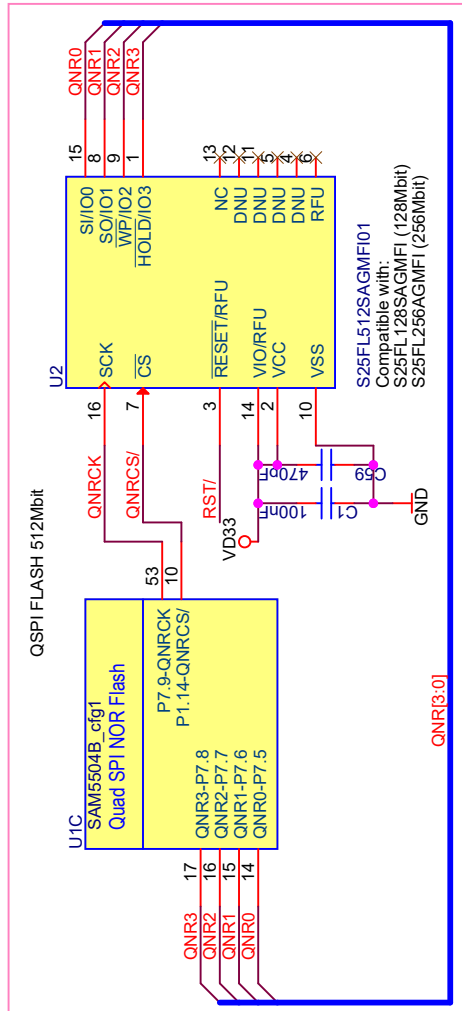 QSPI FLASH 512Mbit
U1C
SAM5504B_cfg1
Quad SPI NOR Flash
P7.9-QNRCK
P1.14-QNRCS/
53
10
QNR3-P7.8
QNR2-P7.7
QNR1-P7.6
QNR0-P7.5
17
16
15
14
QNR3
QNR2
QNR1
QNR0
QNRCK
QNRCS/
RST/
VD33
100nF
C1
470nF
C59
GND
U2
16
7
3
14
2
10
SCK
CS
RESET/RFU
VIO/RFU
VCC
VSS
SI/IO0
SO/IO1
WP/IO2
HOLD/IO3
NC
DNU
DNU
DNU
DNU
RFU
15
8
9
1
13
12
11
5
4
6
QNR0
QNR1
QNR2
QNR3
S25FL512SAGMFI01
Compatible with:
S25FL128SAGMFI (128Mbit)
S25FL256AGMFI (256Mbit)
QNR[3:0]